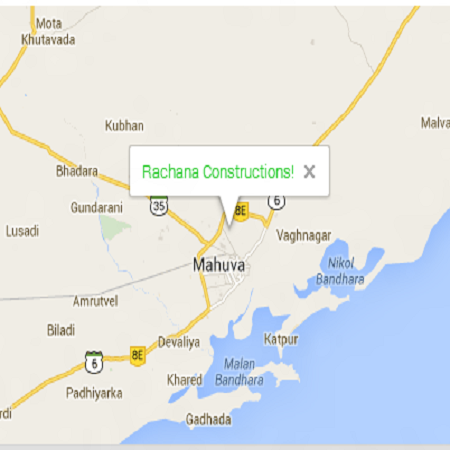 Mota
Khutavada
Kubhan
Malva
Bhadara
Rachana Constructions! ×
Gundarani
35
8E
6
Lusadi
Vaghnagar
Mahuva
Nikol
Bandhara
Amrutvel
Biladi
Devaliya
Katpur
6
8E
Malan
Bandhara
Khared
Padhiyarka
rdi
Gadhada